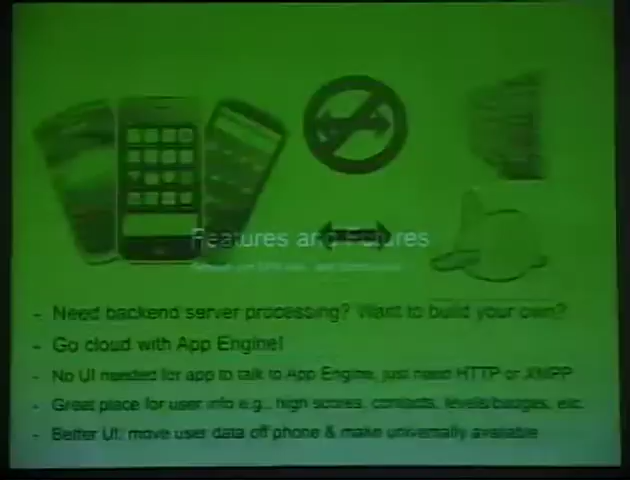 Features and Futures
- Need backend server processing? Want to build your own?
- Go cloud with App Engine!
- No UI needed for app to talk to App Engine, just need HTTP or XMPP
- Great place for user info e.g., high scores, contacts, levels/badges, etc.
- Better UI: move user data off phone & make universally available